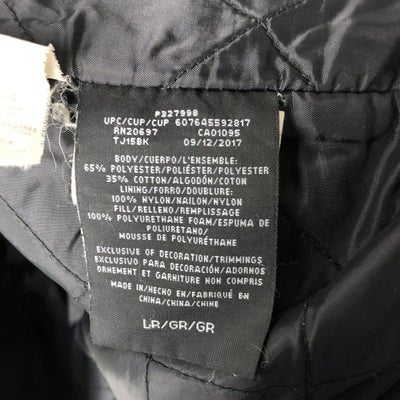 PB27998
UPC/CUP/CUP 607645592817
RN20697 CA01095
TJ15BK 09/12/2017
BODY/CUERPO/L'ENSEMBLE:
65% POLYESTER/POLIÉSTER/POLYESTER
35% COTTON/ALGODÓN/COTON
LINING/FORRO/DOUBLURE:
100% NYLON/NAILON/NYLON
FILL/RELLENO/REMPLISSAGE
100% POLYURETHANE FOAM/ESPUMA DE
POLIURETANO/
MOUSSE DE POLYURÉTHANE
EXCLUSIVE OF DECORATION/TRIMMINGS
EXCLUSIVO PARA DECORACIÓN/ADORNOS
ORNEMENT ET GARNITURE NON COMPRIS
MADE IN/HECHO EN/FABRIQUÉ EN
CHINA/CHINA/CHINE
LR/GR/GR